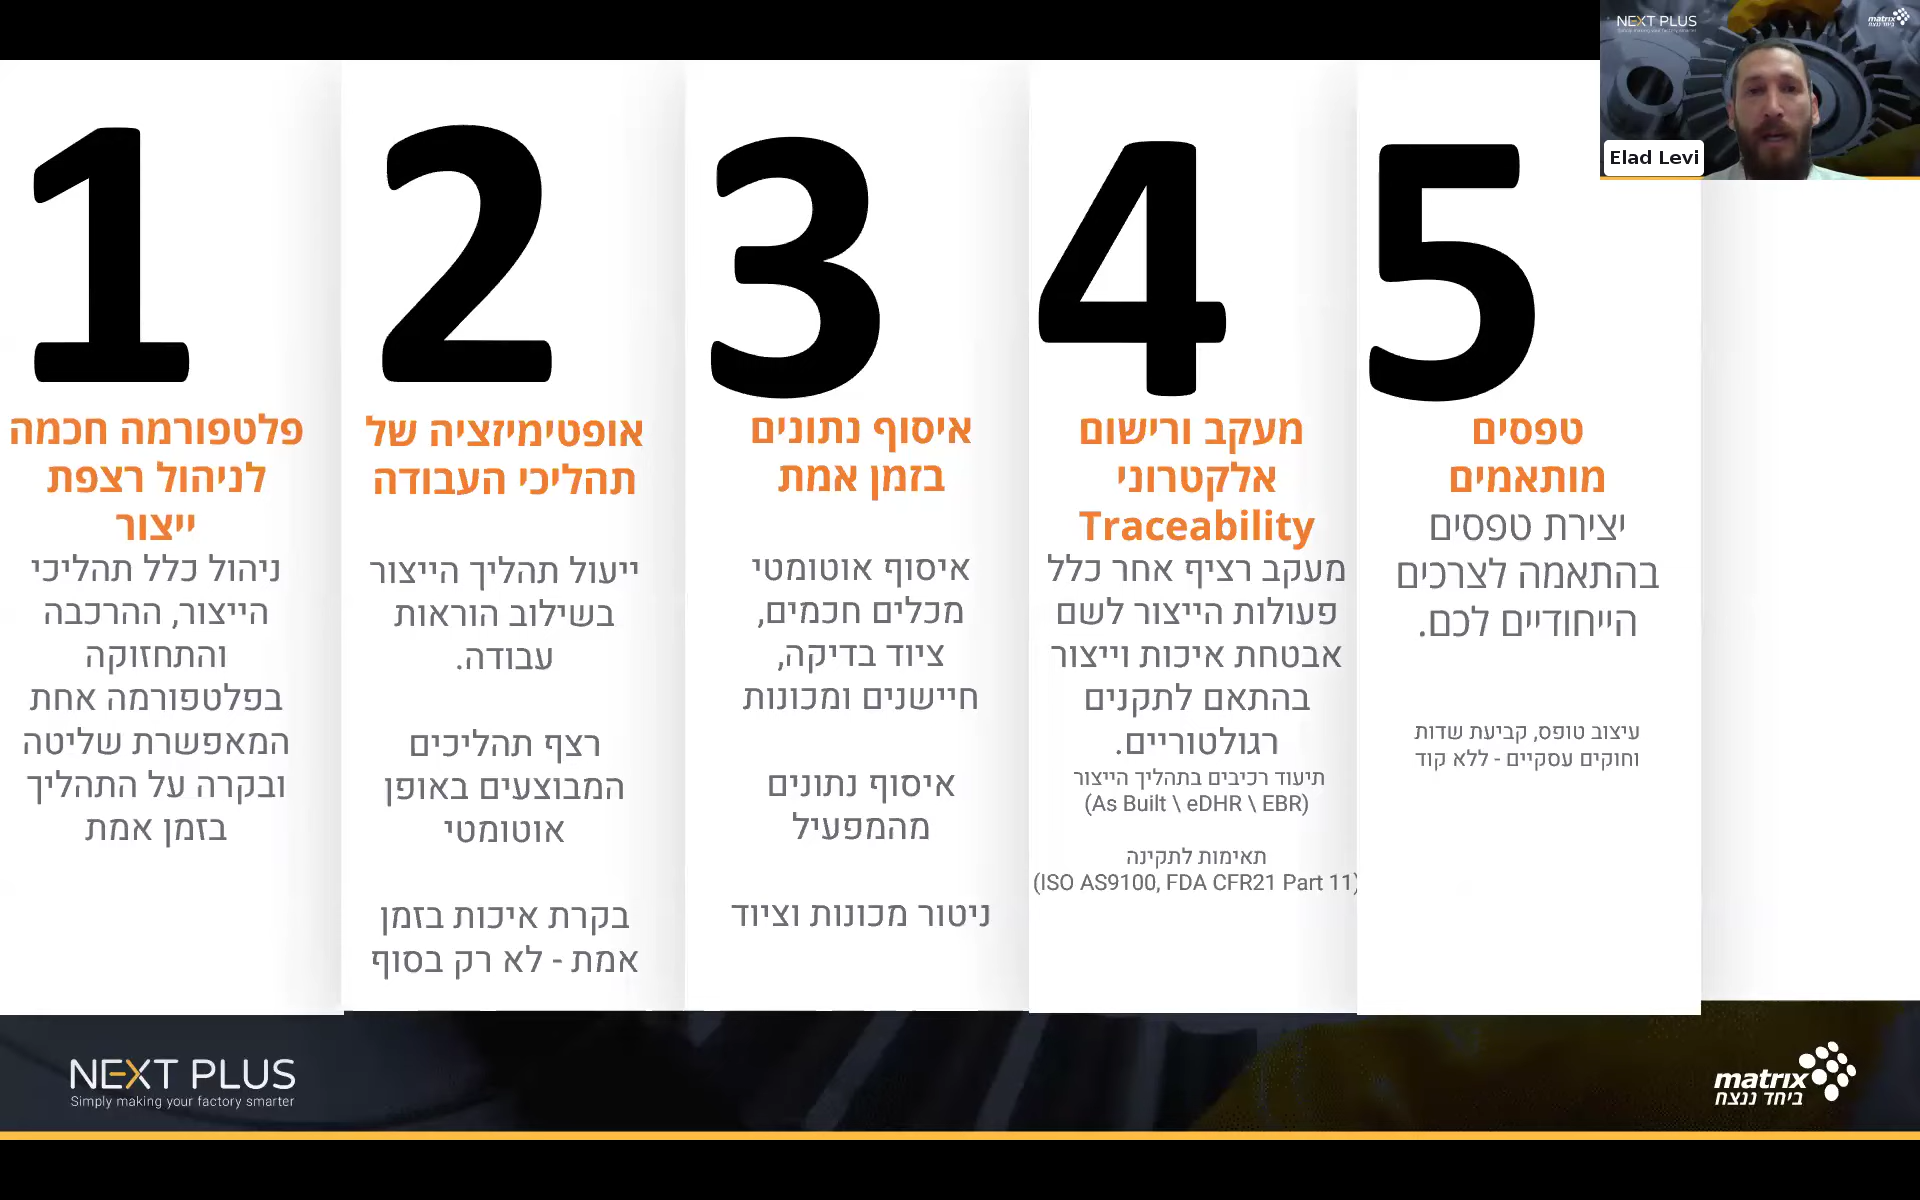 NEXT PLUS
matrix
Elad Levi
1
פלטפורמה חכמה
לניהול רצפת
ייצור
ניהול כלל תהליכי
הייצור, ההרכבה
והתחזוקה
בפלטפורמה אחת
המאפשרת שליטה
ובקרה על התהליך
בזמן אמת
2
אופטימיזציה של
תהליכי העבודה
ייעול תהליך הייצור
בשילוב הוראות
עבודה.
רצף תהליכים
המבוצעים באופן
אוטומטי
בקרת איכות בזמן
אמת - לא רק בסוף
3
איסוף נתונים
בזמן אמת
איסוף אוטומטי
מכלים חכמים,
ציוד בדיקה,
חיישנים ומכונות
איסוף נתונים
מהמפעיל
ניטור מכונות וציוד
4
מעקב ורישום
אלקטרוני
Traceability
מעקב רציף אחר כלל
פעולות הייצור לשם
אבטחת איכות וייצור
בהתאם לתקנים
רגולטוריים.
תיעוד רכיבים בתהליך הייצור
(As Built \ eDHR \ EBR)
תאימות לתקינה
(ISO AS9100, FDA CFR21 Part 11)
5
טפסים
מותאמים
יצירת טפסים
בהתאמה לצרכים
הייחודיים לכם.
עיצוב טופס, קביעת שדות
וחוקים עסקיים - ללא קוד
NEXT PLUS
Simply making your factory smarter
matrix
ביחד ננצח